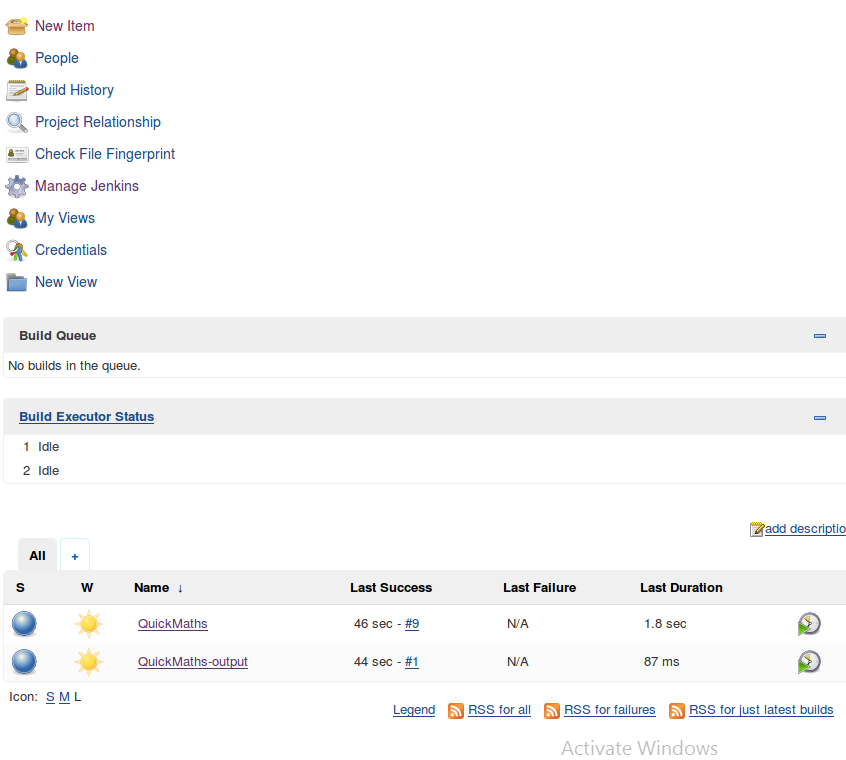 New Item
People
Build History
Project Relationship
Check File Fingerprint
Manage Jenkins
My Views
Credentials
New View
Build Queue
No builds in the queue.
Build Executor Status
1 Idle
2 Idle
add descriptio
All +
S W Name ↓ Last Success Last Failure Last Duration
QuickMaths 46 sec - #9 N/A 1.8 sec
QuickMaths-output 44 sec - #1 N/A 87 ms
Icon: S M L
Legend RSS for all RSS for failures RSS for just latest builds
Activate Windows